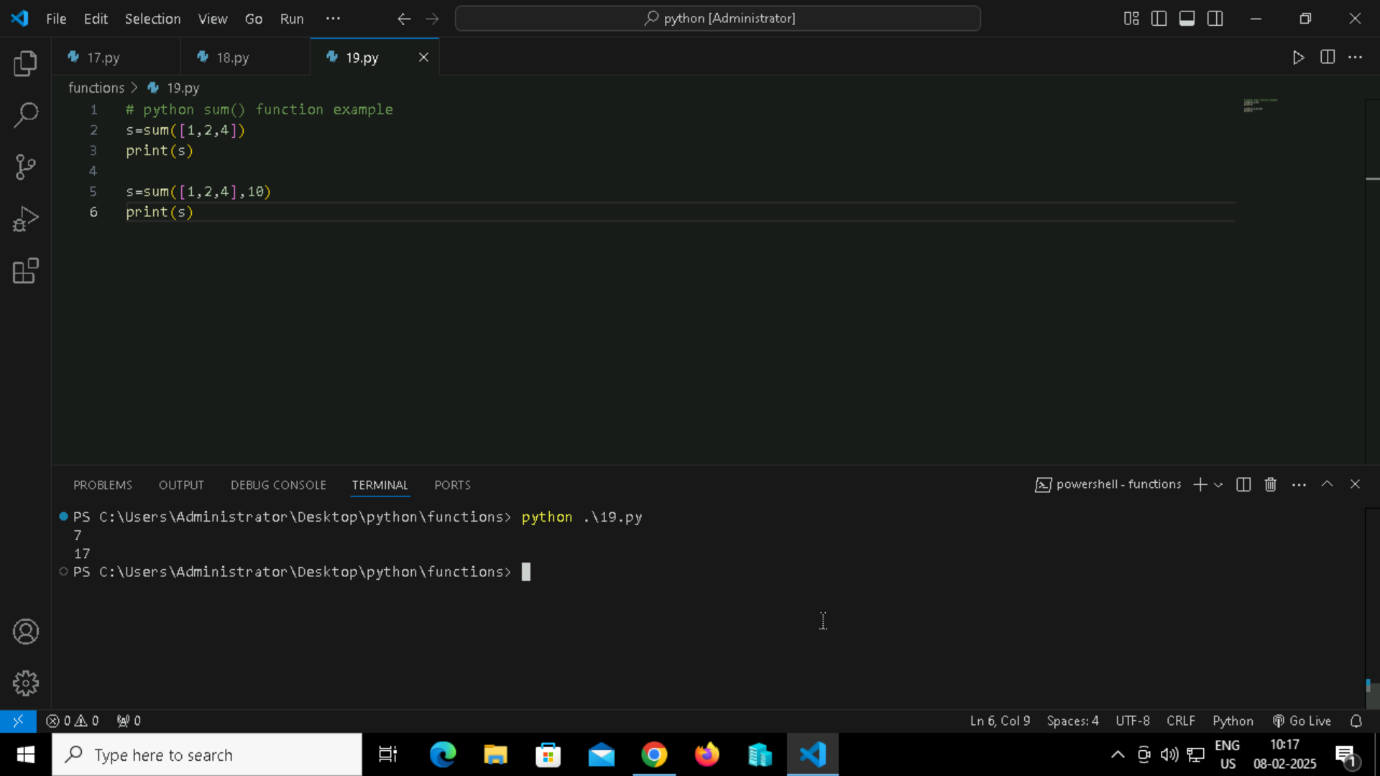 File Edit Selection View Go Run ··· python [Administrator]
17.py 18.py 19.py
functions > 19.py
1 # python sum() function example
2 s=sum([1,2,4])
3 print(s)
4
5 s=sum([1,2,4],10)
6 print(s)
PROBLEMS OUTPUT DEBUG CONSOLE TERMINAL PORTS powershell - functions
PS C:\Users\Administrator\Desktop\python\functions> python .\19.py
7
17
PS C:\Users\Administrator\Desktop\python\functions>
0 0 0 Ln 6, Col 9 Spaces: 4 UTF-8 CRLF Python Go Live
Type here to search ENG 10:17
US 08-02-2025 1